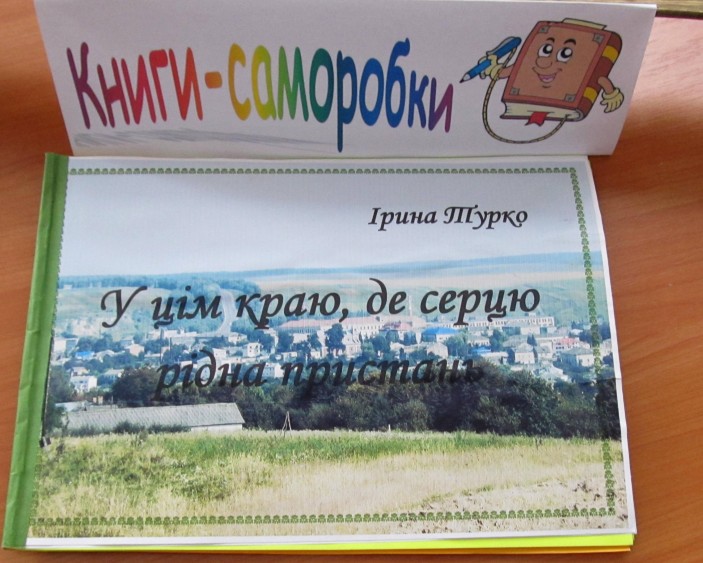 Книги-саморобки
Ірина Турко
У цім краю, де серцю
рідна пристань